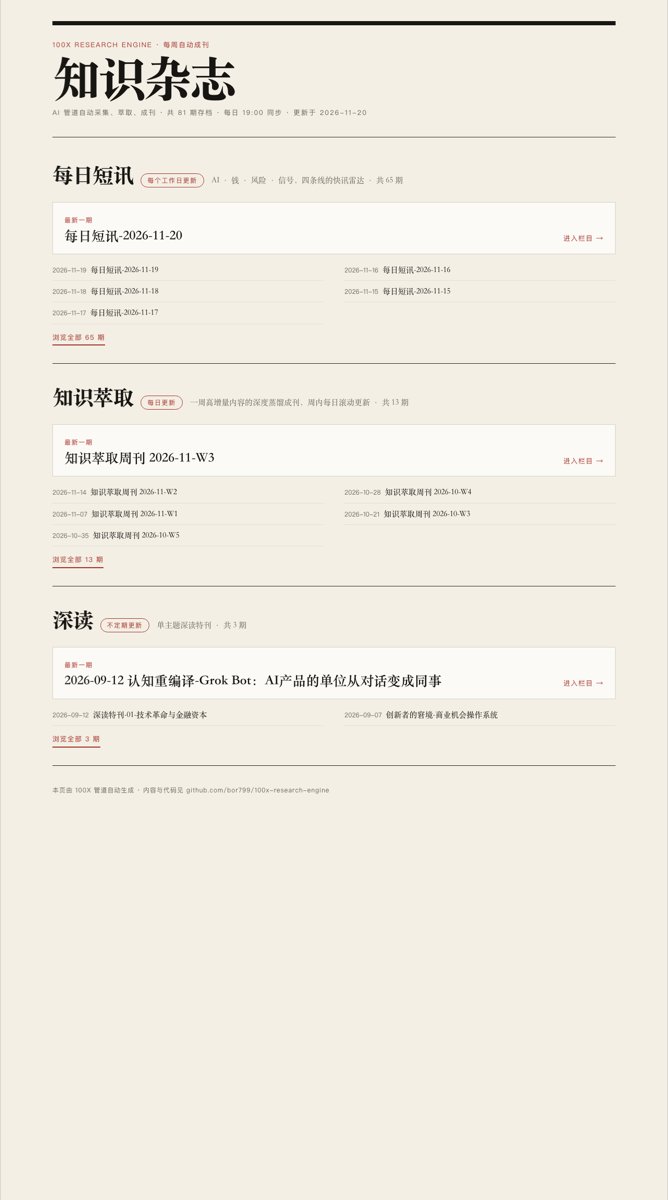 100X RESEARCH ENGINE · 每周自动成刊
知识杂志
AI 管道自动采集、萃取、成刊 · 共 81 期存档 · 每日 19:00 同步 · 更新于 2026-11-20
每日短讯 每个工作日更新 AI · 钱 · 风险 · 信号，四条线的快讯雷达 · 共 65 期
最新一期
每日短讯-2026-11-20
进入栏目 →
2026-11-19 每日短讯-2026-11-19
2026-11-16 每日短讯-2026-11-16
2026-11-18 每日短讯-2026-11-18
2026-11-15 每日短讯-2026-11-15
2026-11-17 每日短讯-2026-11-17
浏览全部 65 期
知识萃取 每日更新 一周高增量内容的深度蒸馏成刊，周内每日滚动更新 · 共 13 期
最新一期
知识萃取周刊 2026-11-W3
进入栏目 →
2026-11-14 知识萃取周刊 2026-11-W2
2026-10-28 知识萃取周刊 2026-10-W4
2026-11-07 知识萃取周刊 2026-11-W1
2026-10-21 知识萃取周刊 2026-10-W3
2026-10-35 知识萃取周刊 2026-10-W5
浏览全部 13 期
深读 不定期更新 单主题深读特刊 · 共 3 期
最新一期
2026-09-12 认知重编译-Grok Bot：AI产品的单位从对话变成同事
进入栏目 →
2026-09-12 深读特刊-01-技术革命与金融资本
2026-09-07 创新者的窘境-商业机会操作系统
浏览全部 3 期
本页由 100X 管道自动生成 · 内容与代码见 github.com/bor799/100x-research-engine